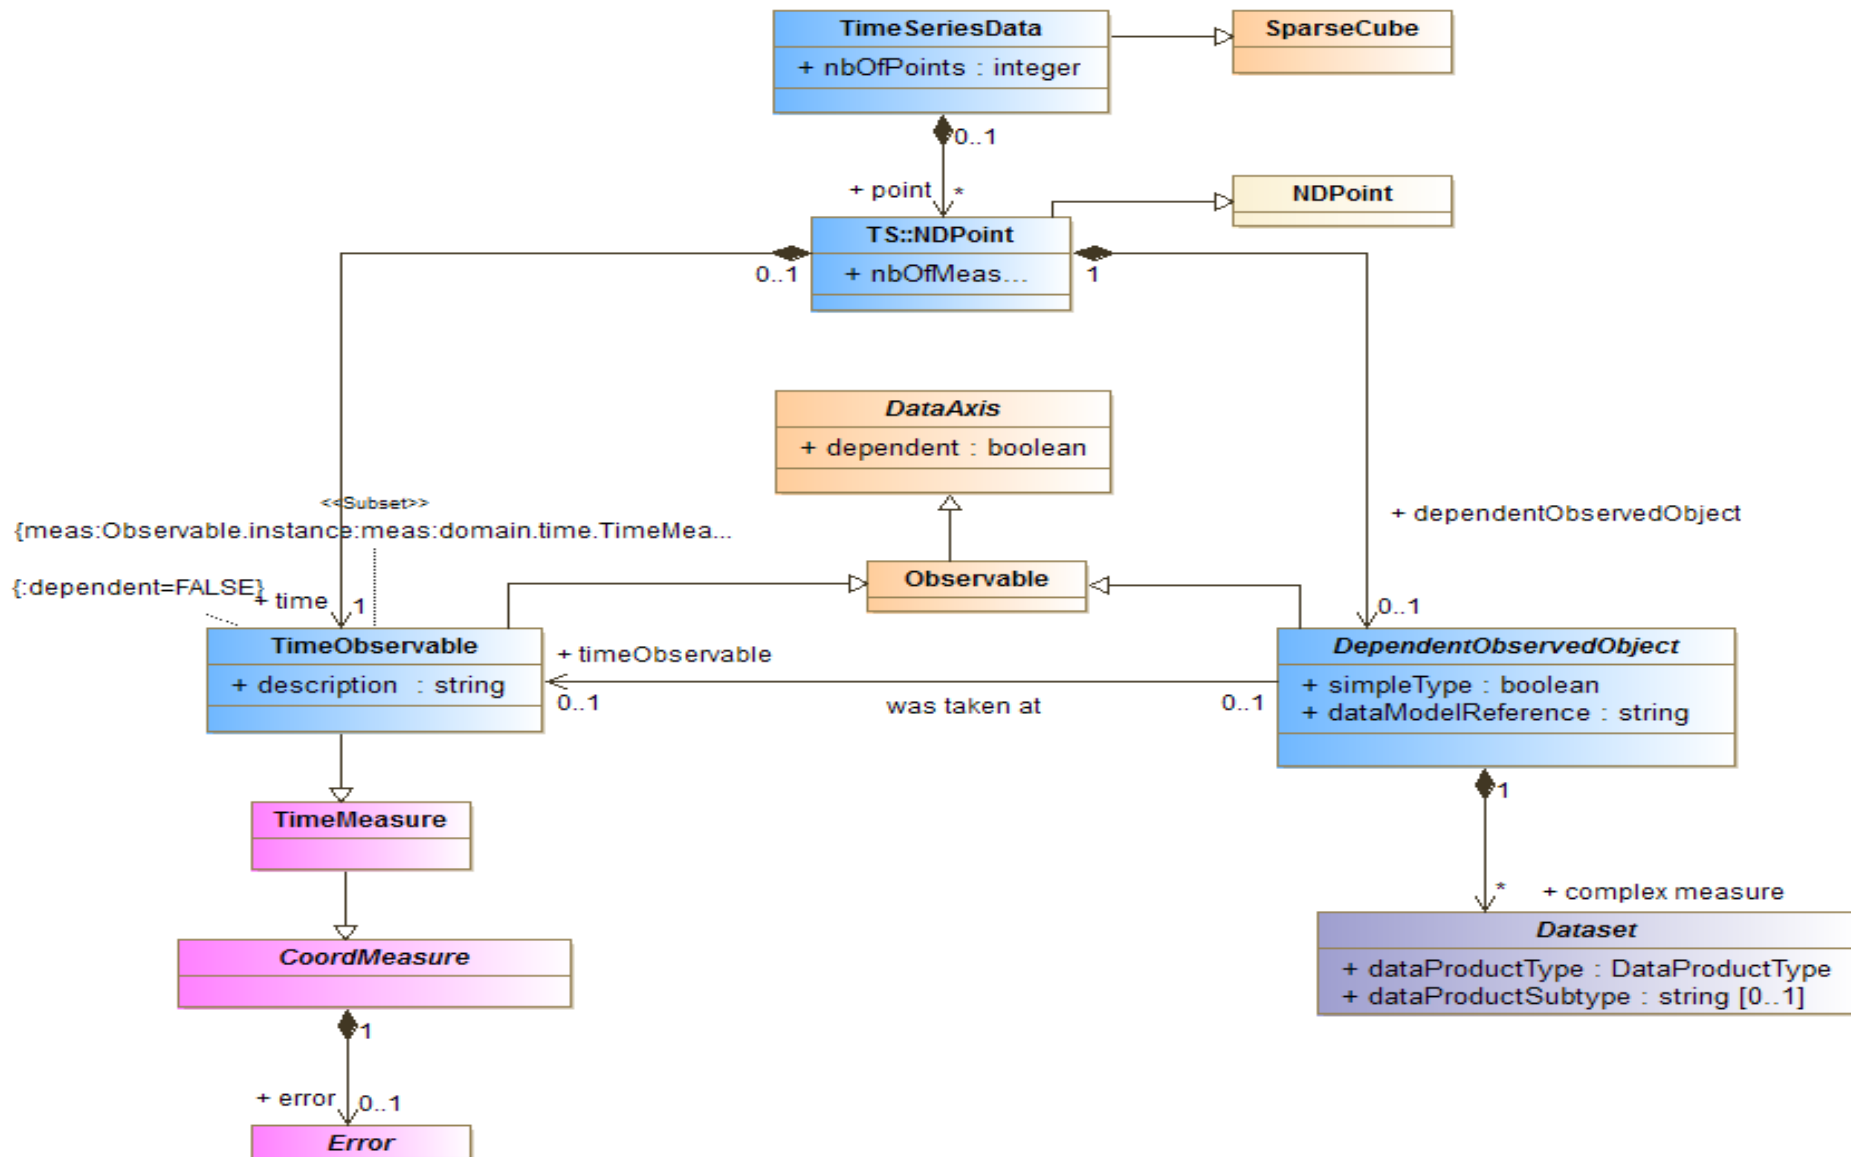 TimeSeriesData
+ nbOfPoints : integer
SparseCube
0..1
+ point
*
NDPoint
TS::NDPoint
+ nbOfMeas...
0..1
1
DataAxis
+ dependent : boolean
<<Subset>>
{meas:Observable.instance:meas:domain.time.TimeMea...
+ dependentObservedObject
{:dependent=FALSE}
+ time
1
Observable
0..1
TimeObservable
+ description : string
+ timeObservable
0..1
was taken at
0..1
DependentObservedObject
+ simpleType : boolean
+ dataModelReference : string
TimeMeasure
1
*
+ complex measure
CoordMeasure
Dataset
+ dataProductType : DataProductType
+ dataProductSubtype : string [0..1]
1
+ error
0..1
Error